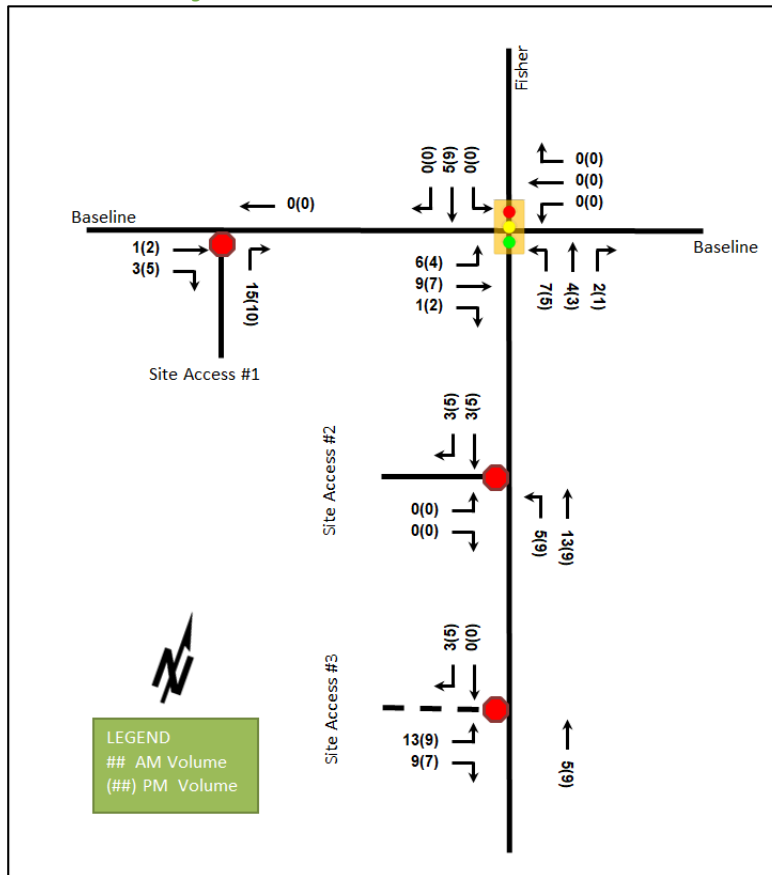 Fisher
0(0)
5(9)
0(0)
0(0)
0(0)
0(0)
0(0)
Baseline
Baseline
1(2)
3(5)
15(10)
6(4)
9(7)
1(2)
7(5)
4(3)
2(1)
Site Access #1
3(5)
3(5)
Site Access #2
0(0)
0(0)
5(9)
13(9)
N
3(5)
0(0)
Site Access #3
13(9)
9(7)
5(9)
LEGEND
## AM Volume
(##) PM Volume